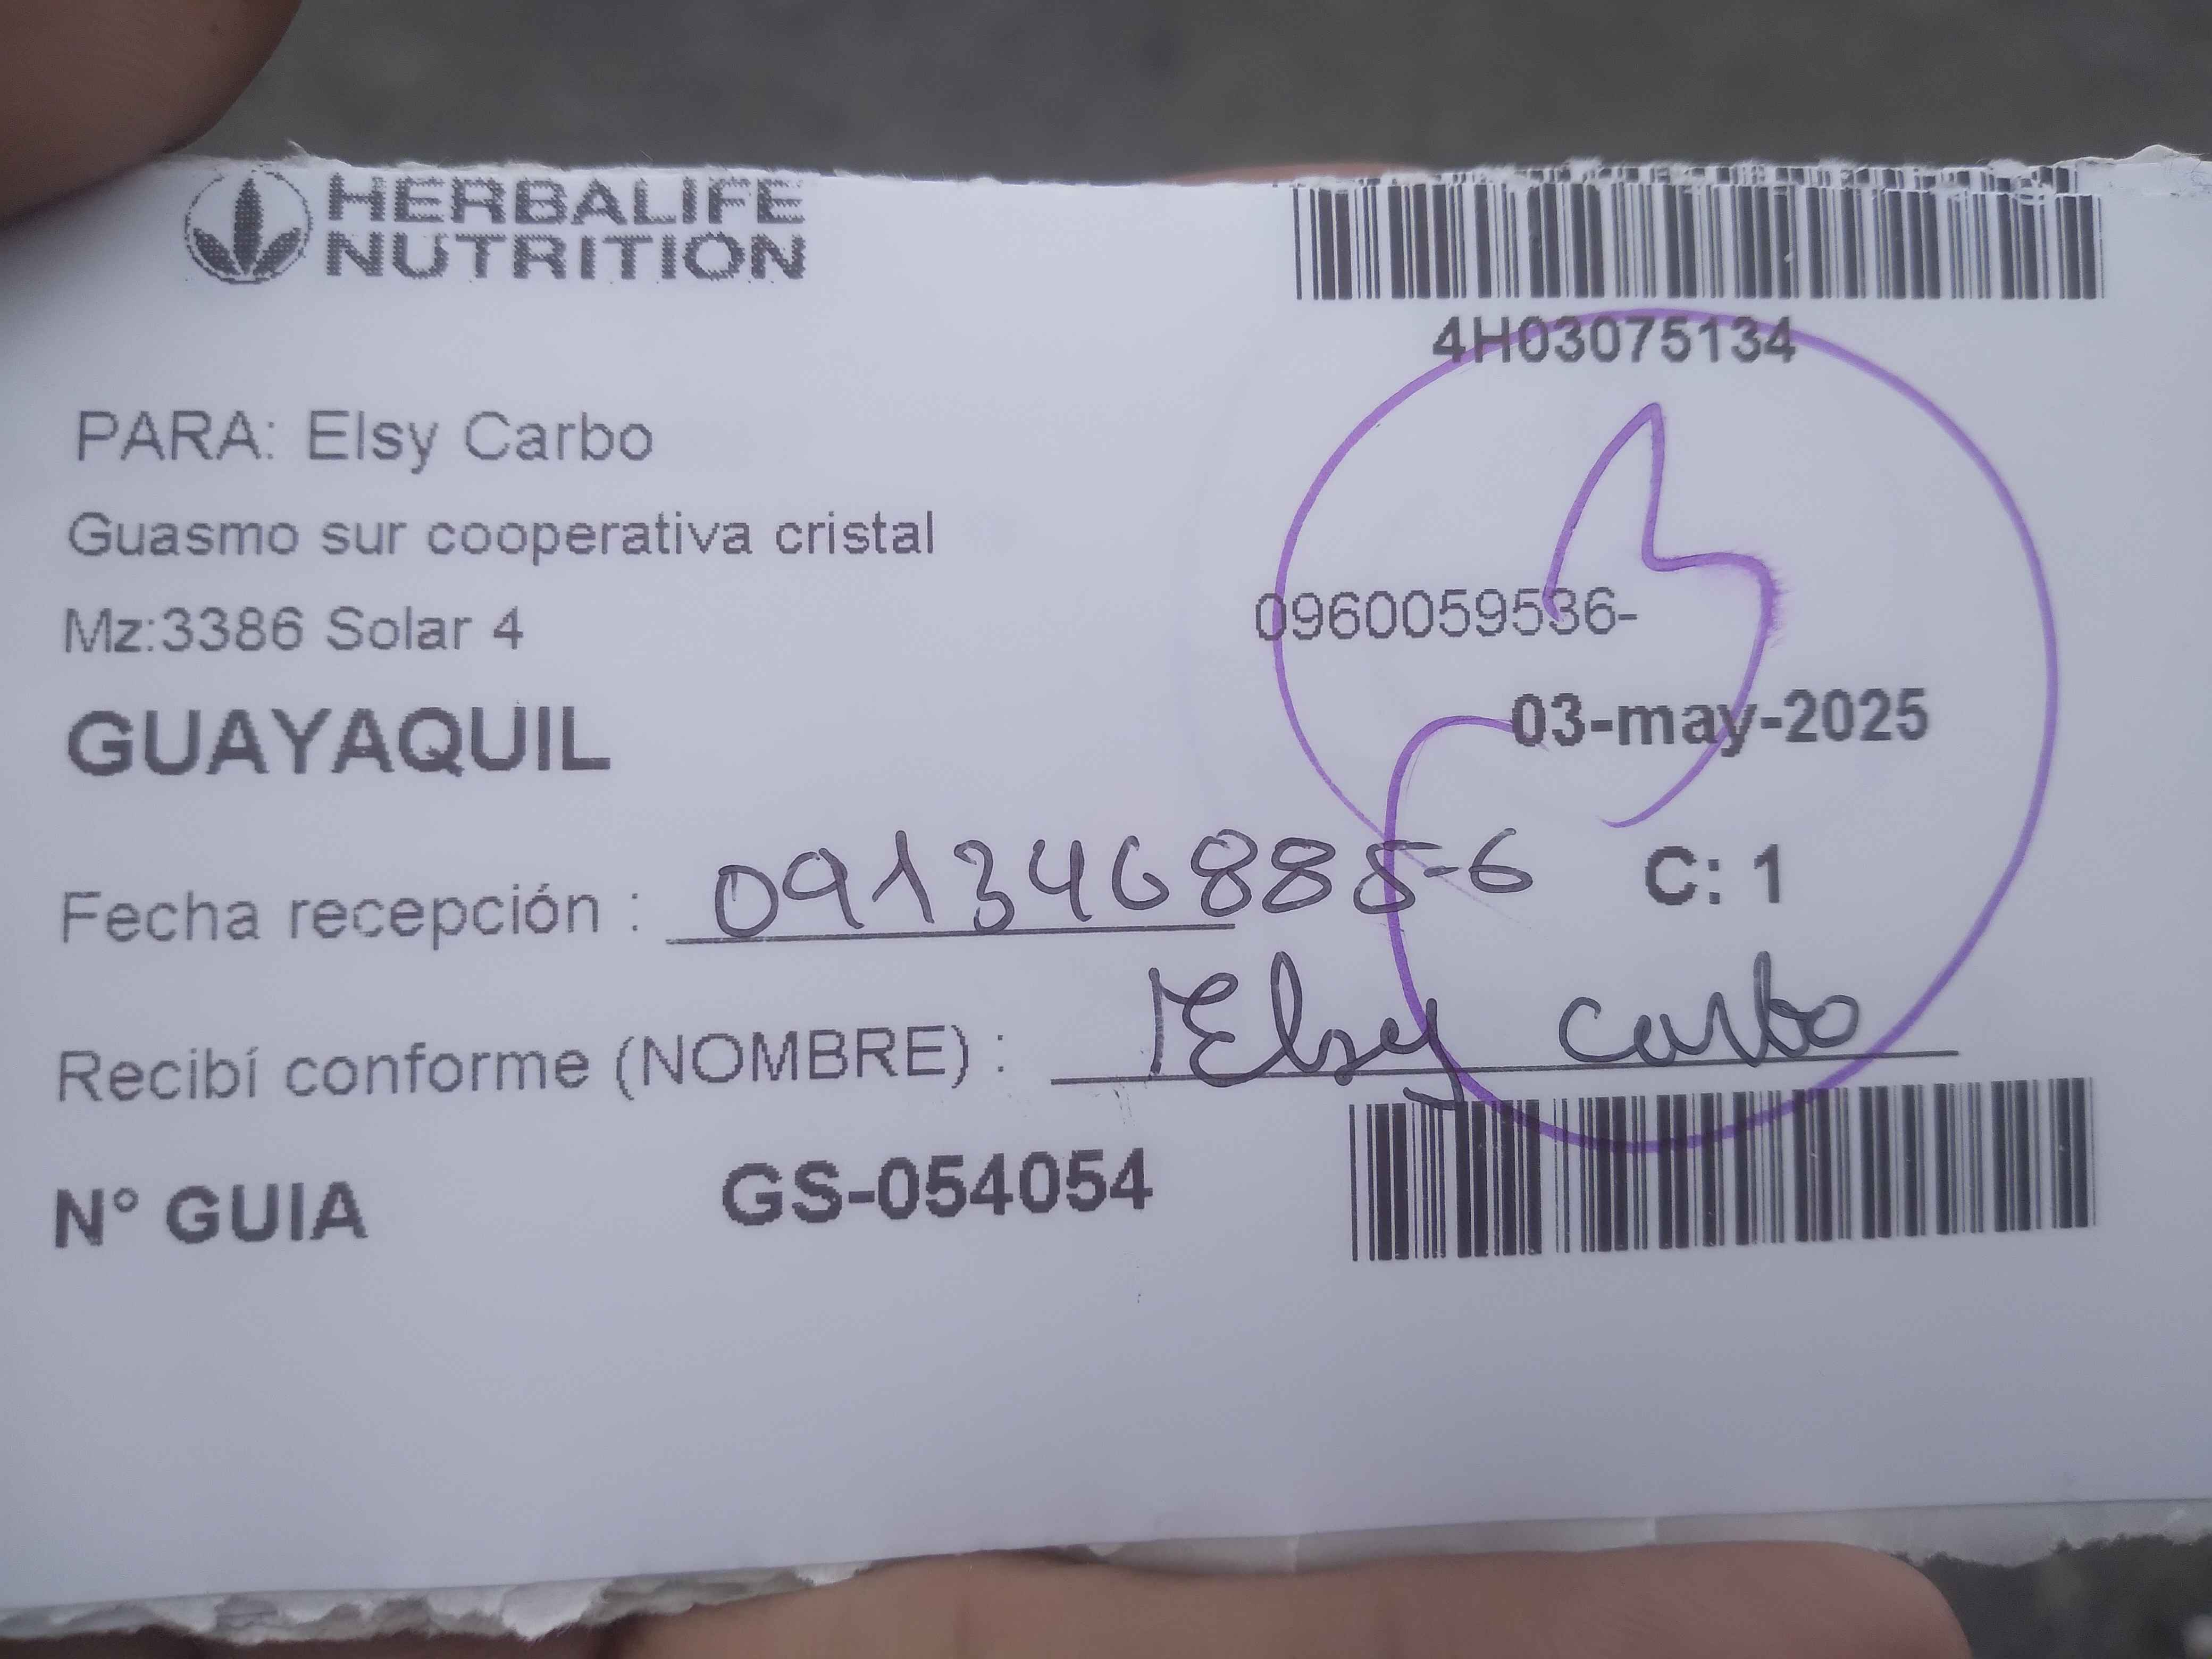 HERBALIFE
NUTRITION
4H03075134
PARA: Elsy Carbo
Guasmo sur cooperativa cristal
Mz:3386 Solar 4
0960059536-
GUAYAQUIL
03-may-2025
Fecha recepción : 091346885-6
C: 1
Recibí conforme (NOMBRE) : Elsy carbo
N° GUIA GS-054054